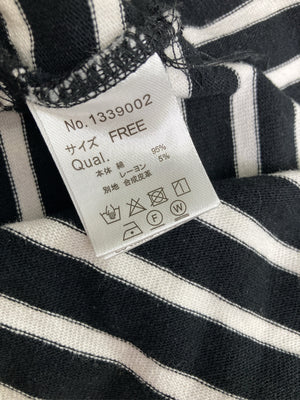 No.1339002
サイズ FREE
Qual.
本体 綿 95%
レーヨン 5%
別地 合成皮革